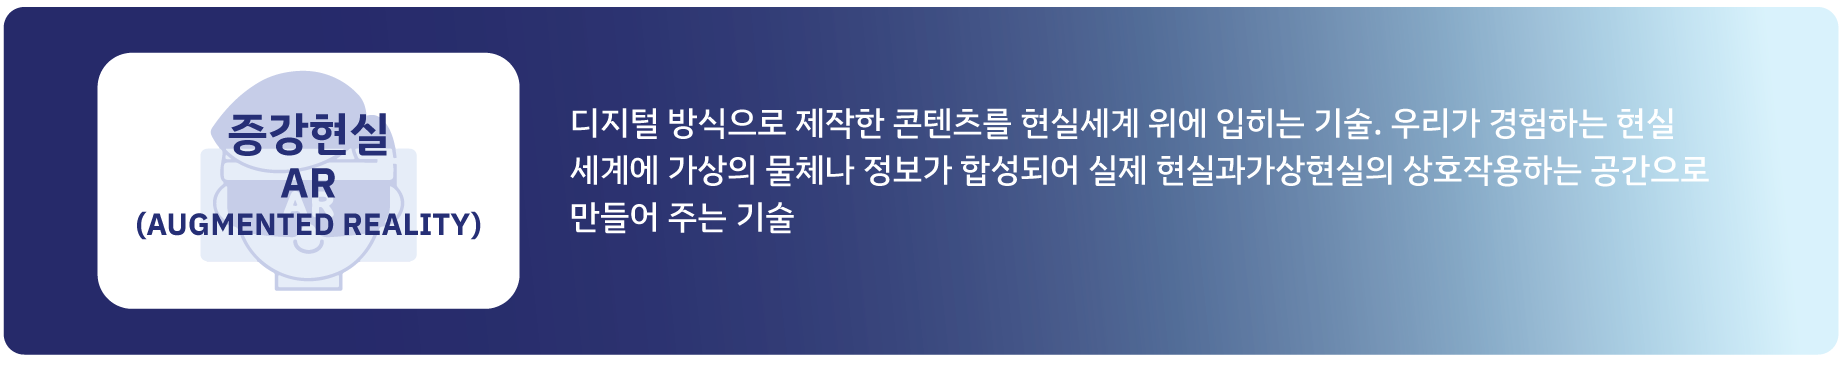 증강현실
AR
(AUGMENTED REALITY)
AR
디지털 방식으로 제작한 콘텐츠를 현실세계 위에 입히는 기술. 우리가 경험하는 현실
세계에 가상의 물체나 정보가 합성되어 실제 현실과가상현실의 상호작용하는 공간으로
만들어 주는 기술